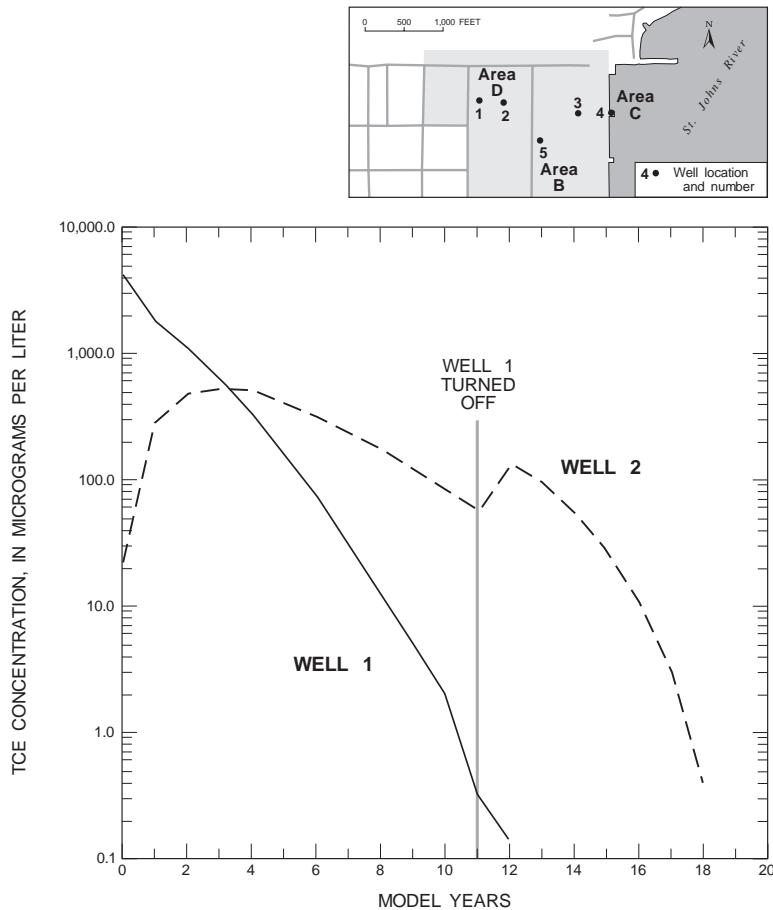 0 500 1,000 FEET
N
St. Johns River
Area
D
1
2
3
4
Area
C
5
Area
B
4 Well location
and number
TCE CONCENTRATION, IN MICROGRAMS PER LITER
10,000.0
1,000.0
100.0
10.0
1.0
0.1
WELL 1
TURNED
OFF
WELL 2
WELL 1
0 2 4 6 8 10 12 14 16 18 20
MODEL YEARS